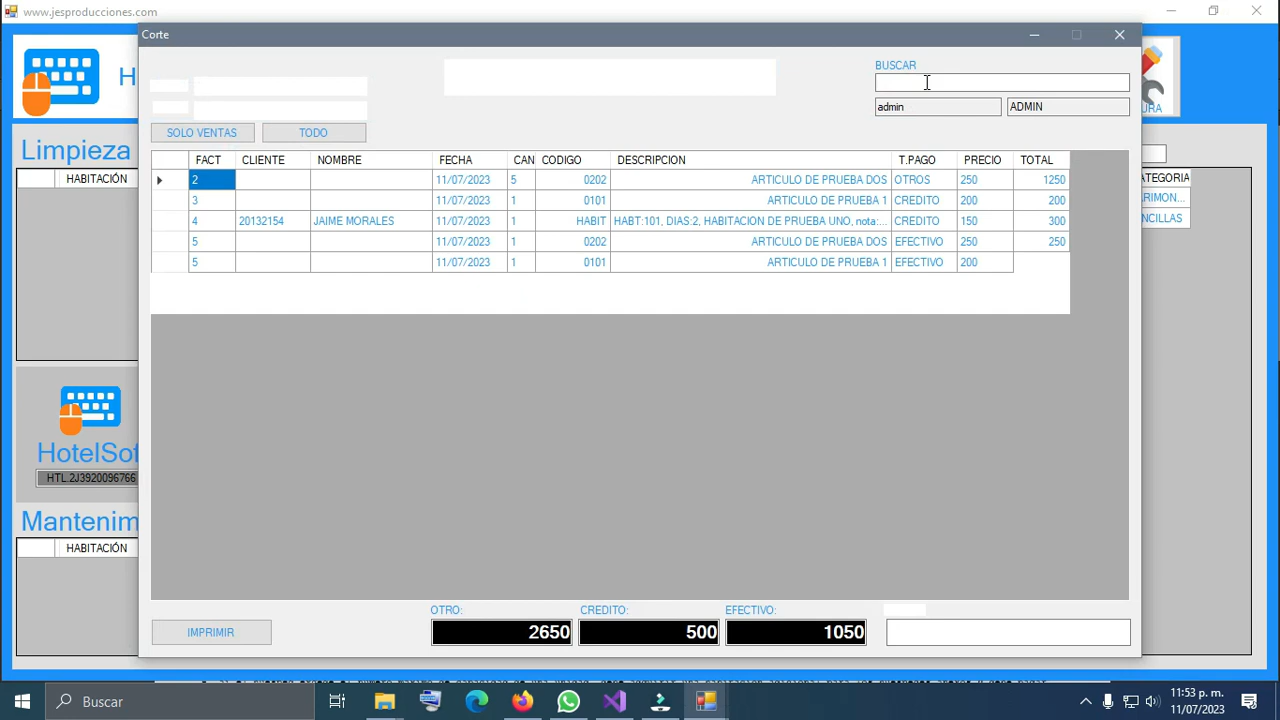 www.jesproducciones.com
Corte
H
BUSCAR
admin ADMIN
URA
SOLO VENTAS TODO
Limpieza
HABITACIÓN
FACT CLIENTE NOMBRE FECHA CAN CODIGO DESCRIPCION T.PAGO PRECIO TOTAL
2 11/07/2023 5 0202 ARTICULO DE PRUEBA DOS OTROS 250 1250
3 11/07/2023 1 0101 ARTICULO DE PRUEBA 1 CREDITO 200 200
4 20132154 JAIME MORALES 11/07/2023 1 HABIT HABT:101, DIAS:2, HABITACION DE PRUEBA UNO, nota:... CREDITO 150 300
5 11/07/2023 1 0202 ARTICULO DE PRUEBA DOS EFECTIVO 250 250
5 11/07/2023 1 0101 ARTICULO DE PRUEBA 1 EFECTIVO 200
ATEGORIA
RIMON...
NCILLAS
HotelSof
HTL.2J3920096766
Mantenim
HABITACIÓN
OTRO: CREDITO: EFECTIVO:
IMPRIMIR 2650 500 1050
Buscar
11:53 p. m.
11/07/2023